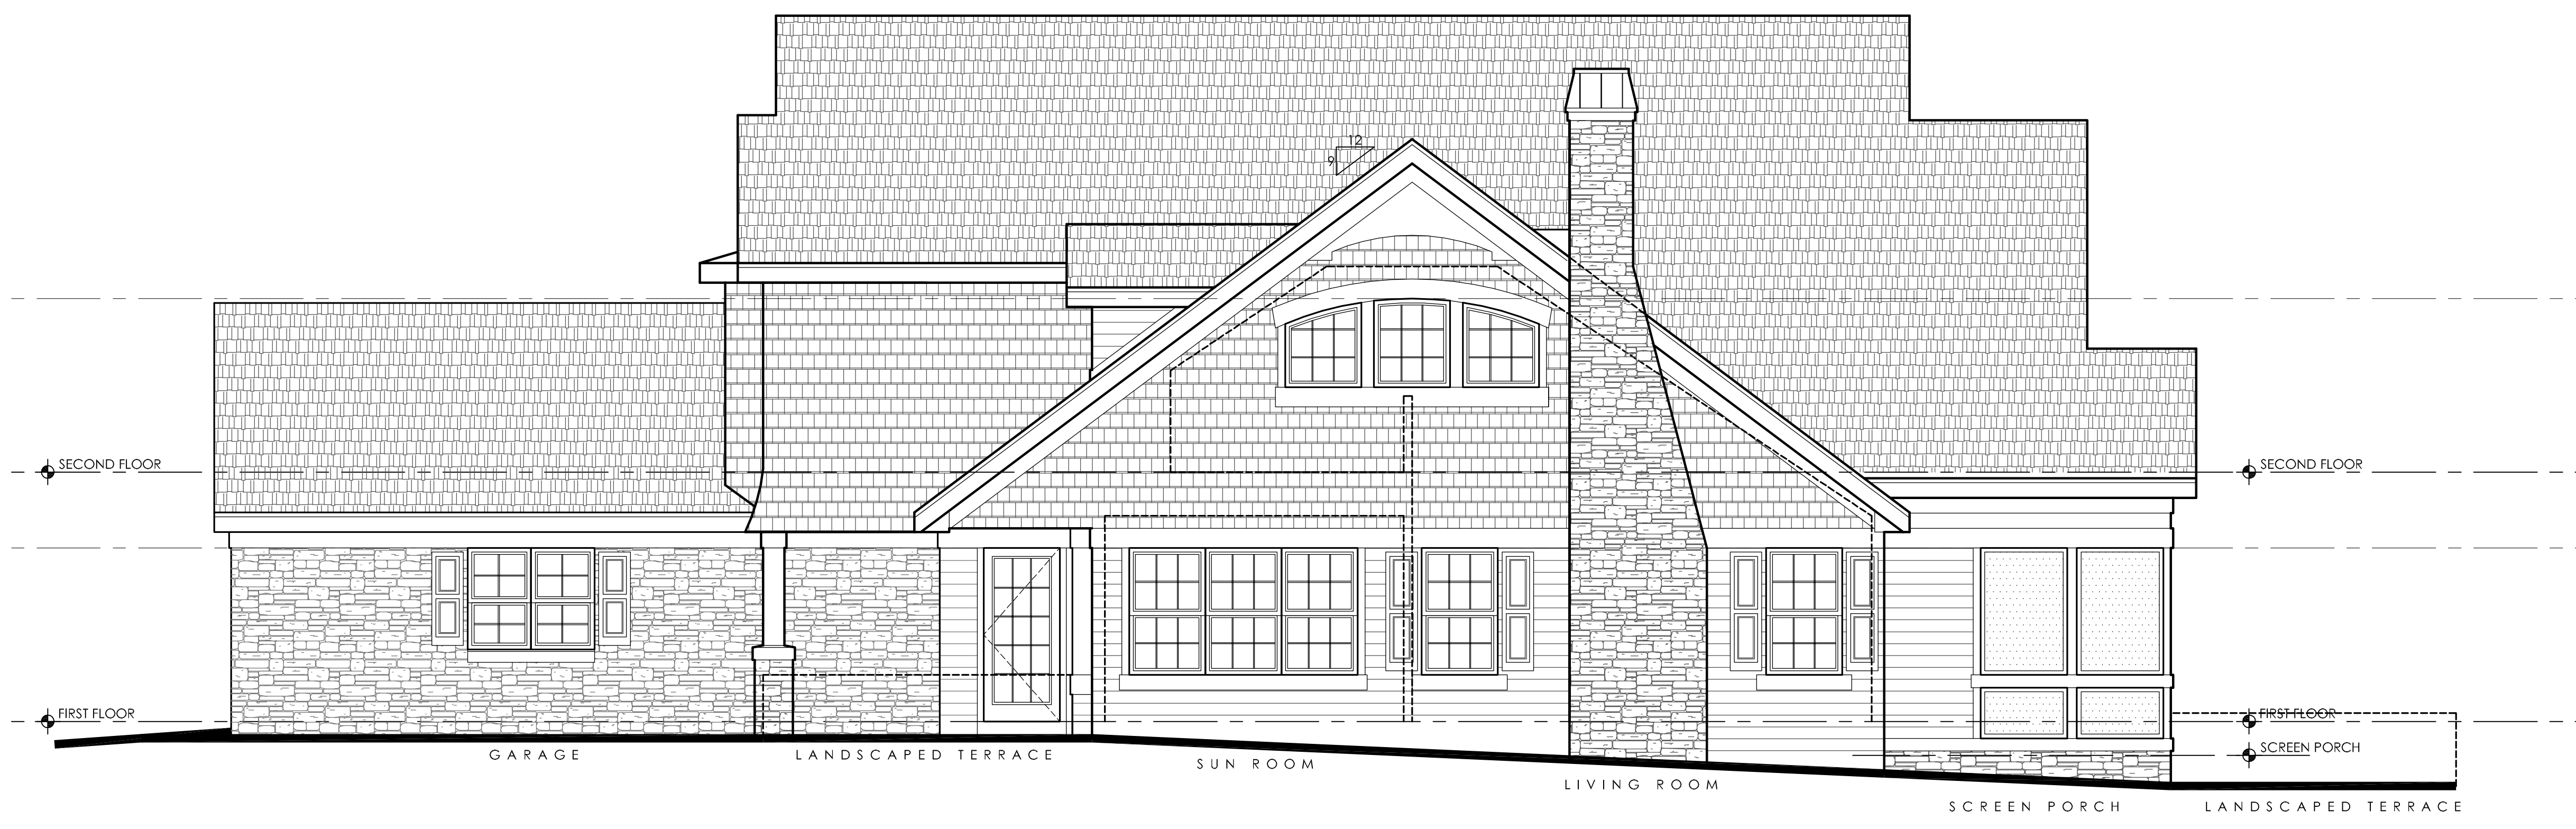 12
9
SECOND FLOOR
SECOND FLOOR
FIRST FLOOR
FIRST FLOOR
SCREEN PORCH
GARAGE
LANDSCAPED TERRACE
SUN ROOM
LIVING ROOM
SCREEN PORCH
LANDSCAPED TERRACE